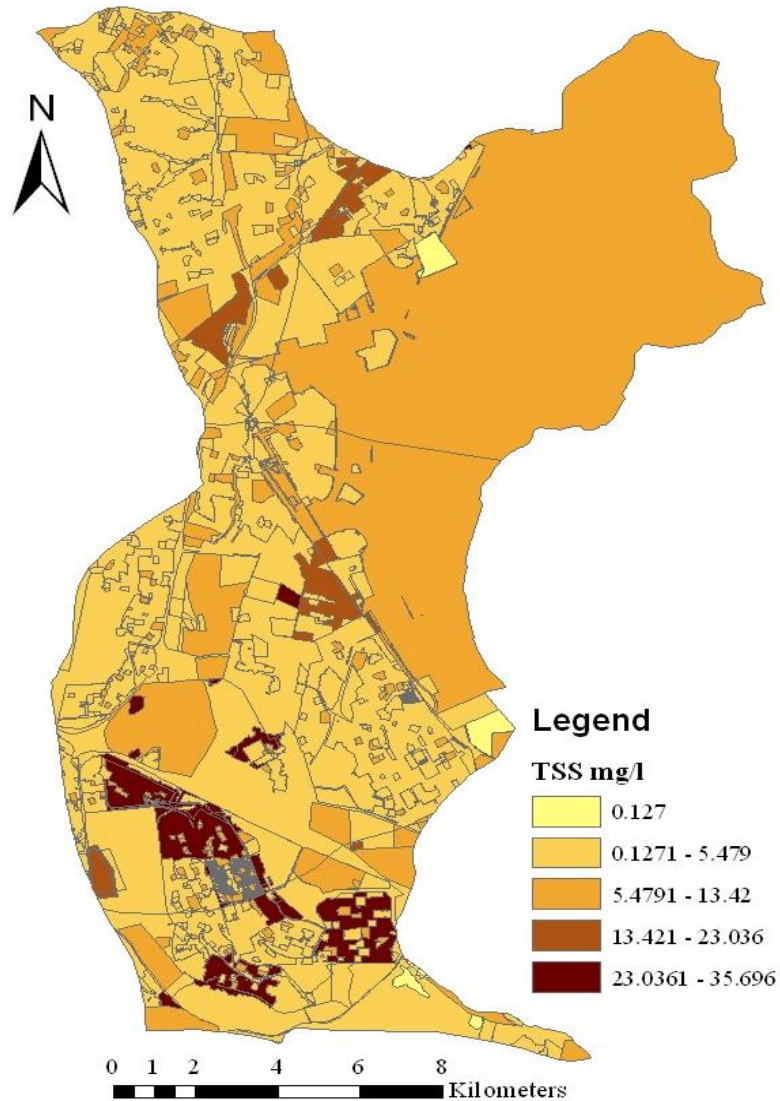 N
Legend
TSS mg/l
0.127
0.1271 - 5.479
5.4791 - 13.42
13.421 - 23.036
23.0361 - 35.696
0 1 2 4 6 8
Kilometers